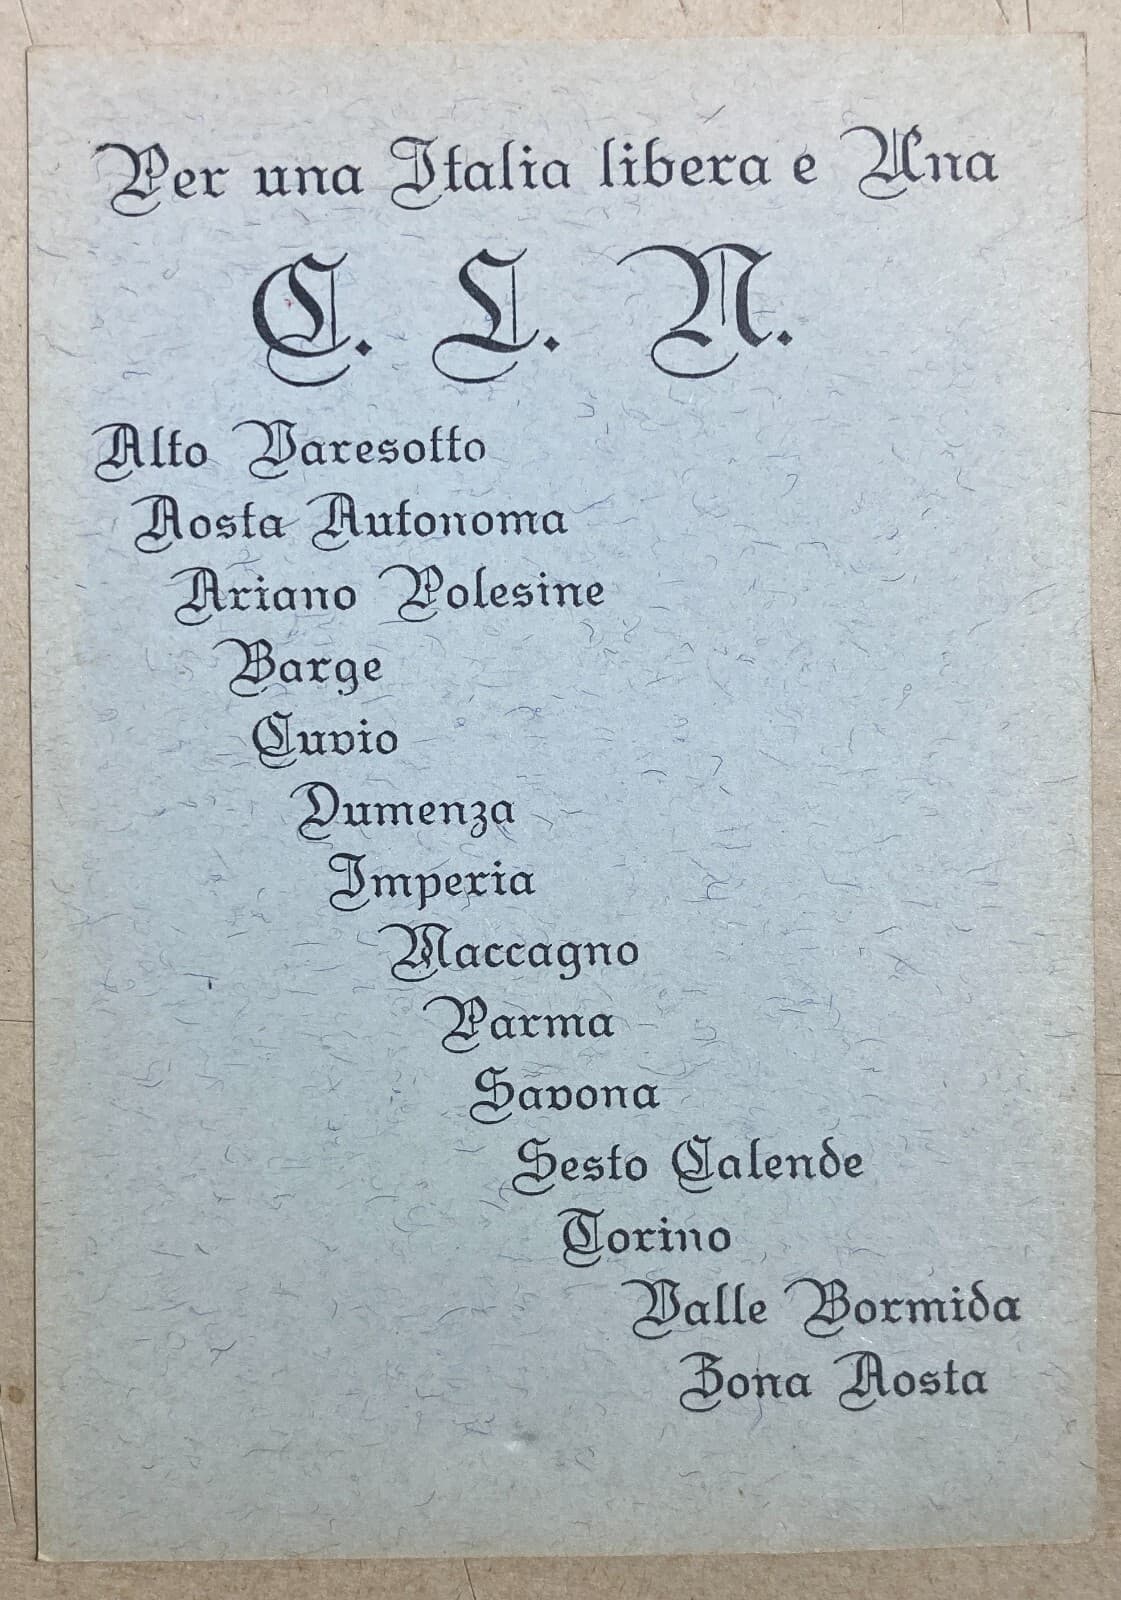 Per una Italia libera e Una
C. L. N.
Alto Varesotto
Aosta Autonoma
Ariano Polesine
Barge
Cuvio
Dumenza
Imperia
Maccagno
Parma
Savona
Sesto Calende
Torino
Valle Bormida
Zona Aosta